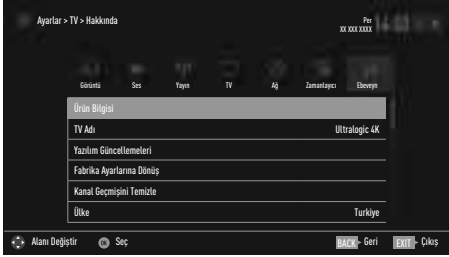 Ayarlar > TV > Hakkında
Per
XX XXX XXXX
Görüntü Ses Yayın TV Ağ Zamanlayıcı Ebeveyn
Ürün Bilgisi
TV Adı Ultralogic 4K
Yazılım Güncellemeleri
Fabrika Ayarlarına Dönüş
Kanal Geçmişini Temizle
Ülke Turkiye
Alanı Değiştir OK Seç BACK Geri EXIT Çıkış